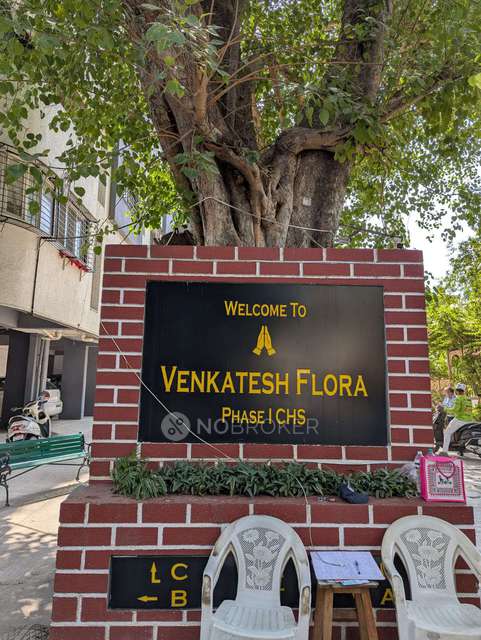 Welcome To
Venkatesh Flora
Phase I CHS
NOBROKER
C
B
A